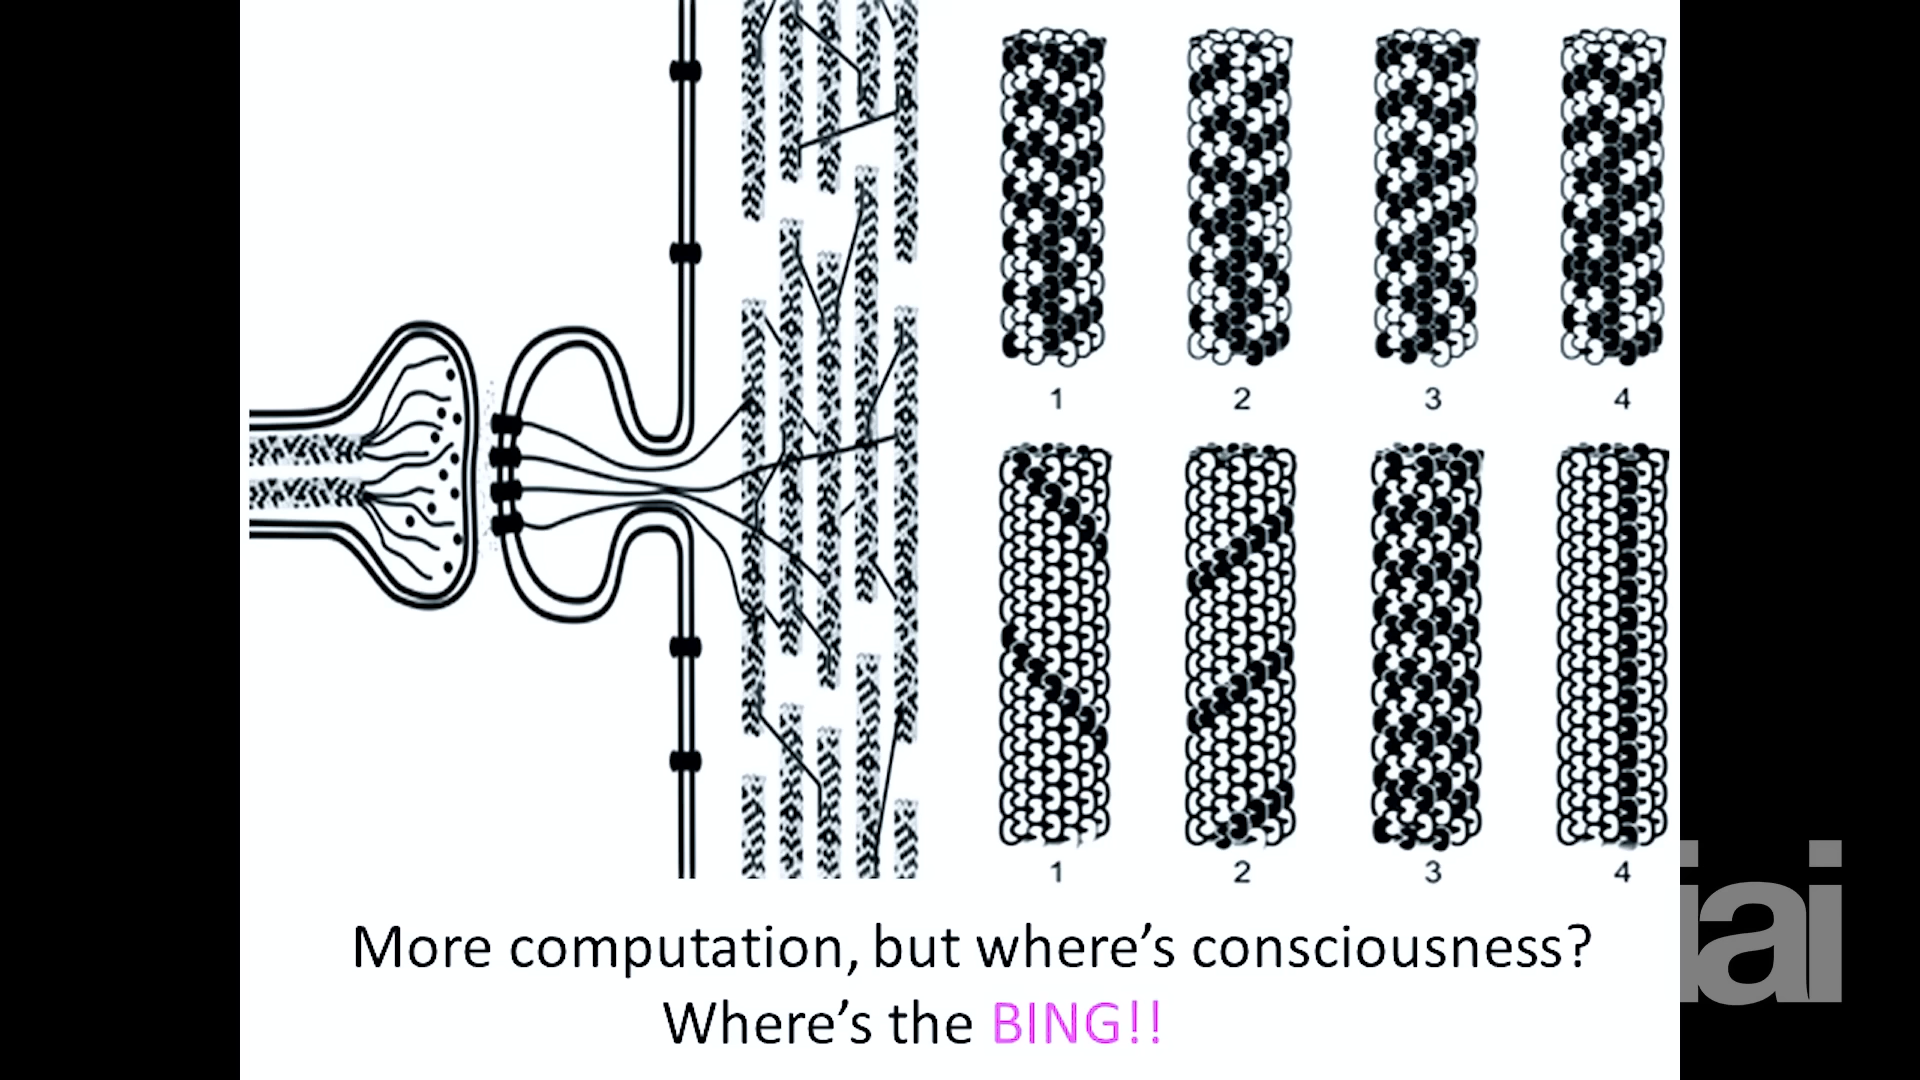 1 2 3 4
1 2 3 4
iai
More computation, but where’s consciousness?
Where’s the BING!!